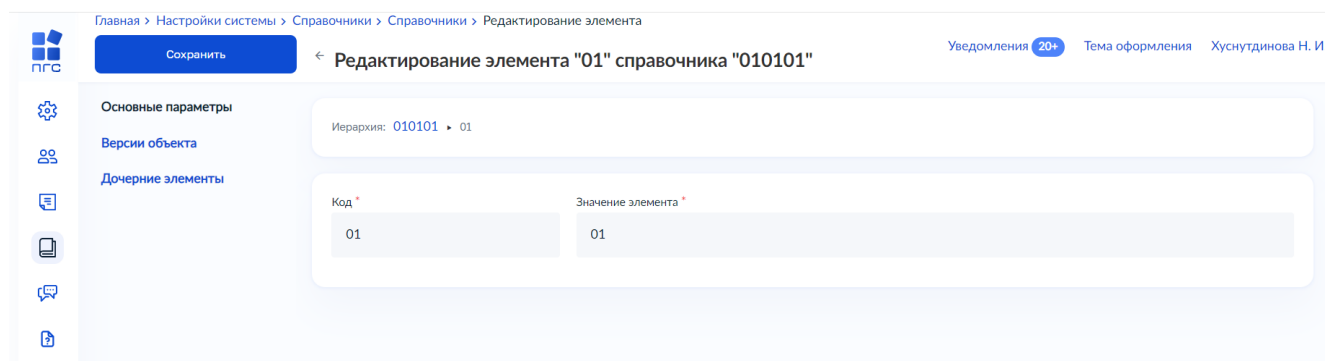 Главная › Настройки системы › Справочники › Справочники › Редактирование элемента
Сохранить
Редактирование элемента "01" справочника "010101"
Уведомления 20+ Тема оформления Хуснутдинова Н. И
пгс
Основные параметры
Версии объекта
Дочерние элементы
Иерархия: 010101 ▸ 01
Код * Значение элемента *
01 01